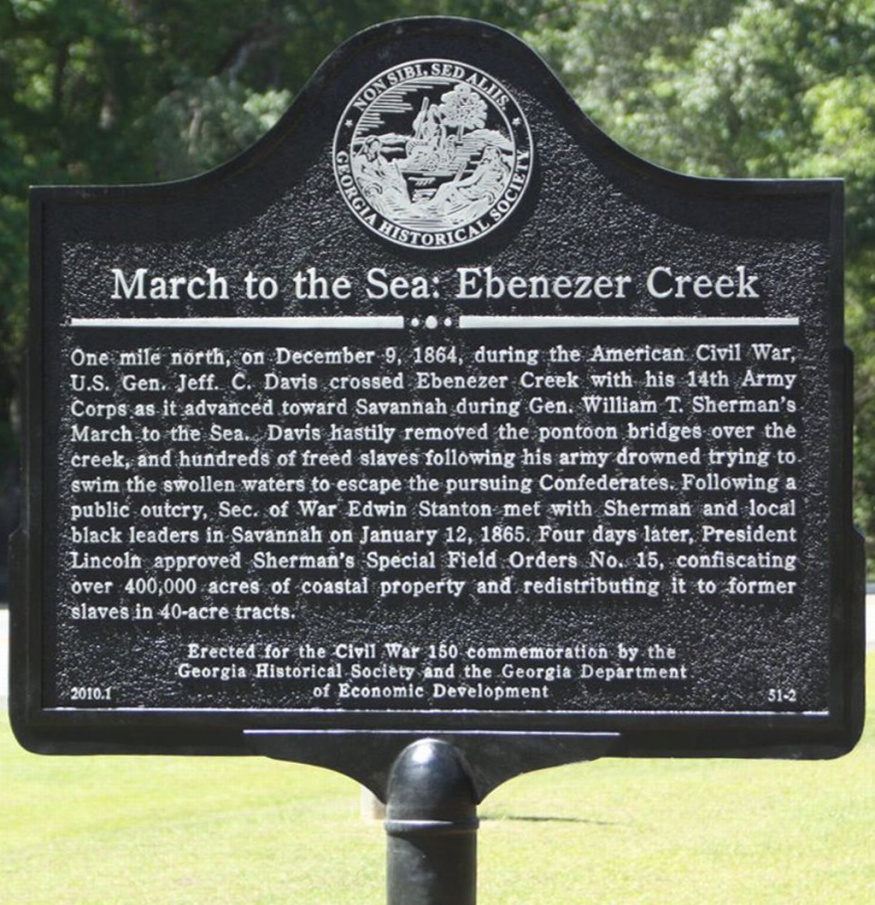 NON SIBI, SED ALIIS.
GEORGIA HISTORICAL SOCIETY
March to the Sea: Ebenezer Creek
One mile north, on December 9, 1864, during the American Civil War,
U.S. Gen. Jeff. C. Davis crossed Ebenezer Creek with his 14th Army
Corps as it advanced toward Savannah during Gen. William T. Sherman's
March to the Sea. Davis hastily removed the pontoon bridges over the
creek, and hundreds of freed slaves following his army drowned trying to
swim the swollen waters to escape the pursuing Confederates. Following a
public outcry, Sec. of War Edwin Stanton met with Sherman and local
black leaders in Savannah on January 12, 1865. Four days later, President
Lincoln approved Sherman's Special Field Orders No. 15, confiscating
over 400,000 acres of coastal property and redistributing it to former
slaves in 40-acre tracts.
Erected for the Civil War 150 commemoration by the
Georgia Historical Society and the Georgia Department
of Economic Development
2010.1
51-2